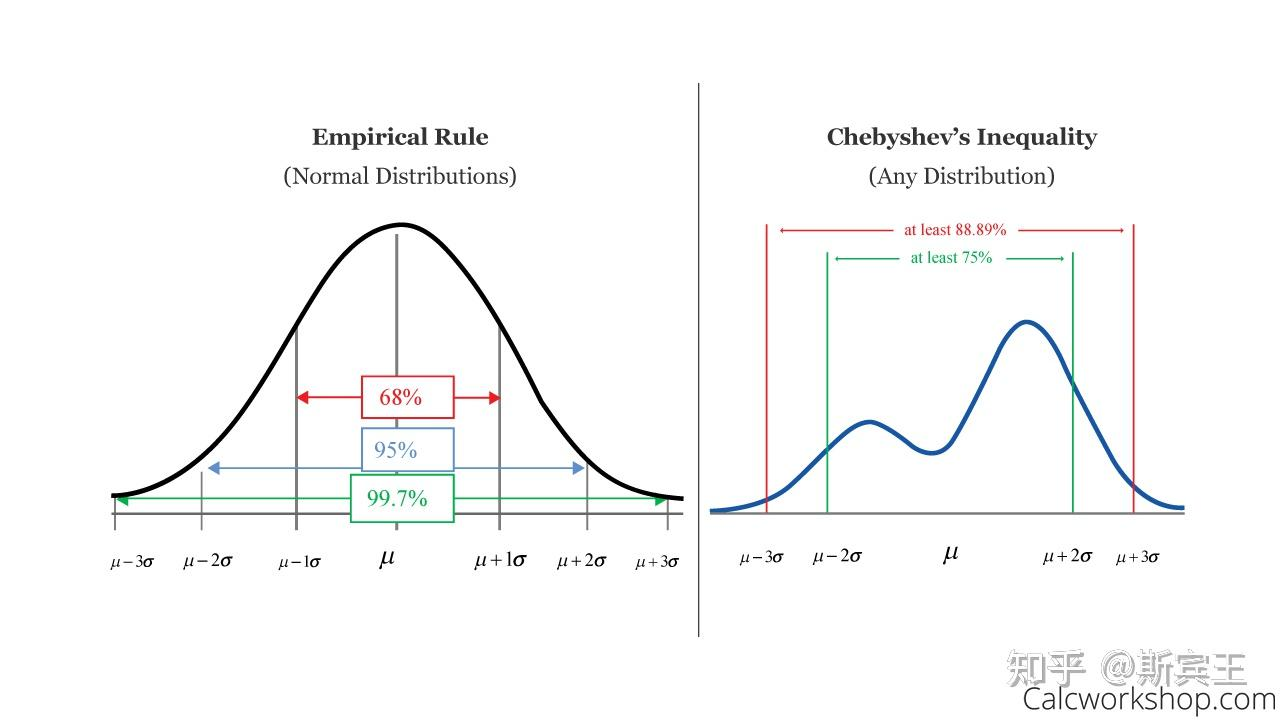 Empirical Rule
(Normal Distributions)
68%
95%
99.7%
μ−3σ μ−2σ μ−1σ μ μ+1σ μ+2σ μ+3σ
Chebyshev’s Inequality
(Any Distribution)
at least 88.89%
at least 75%
μ−3σ μ−2σ μ μ+2σ μ+3σ
知乎 @斯宾王
Calcworkshop.com